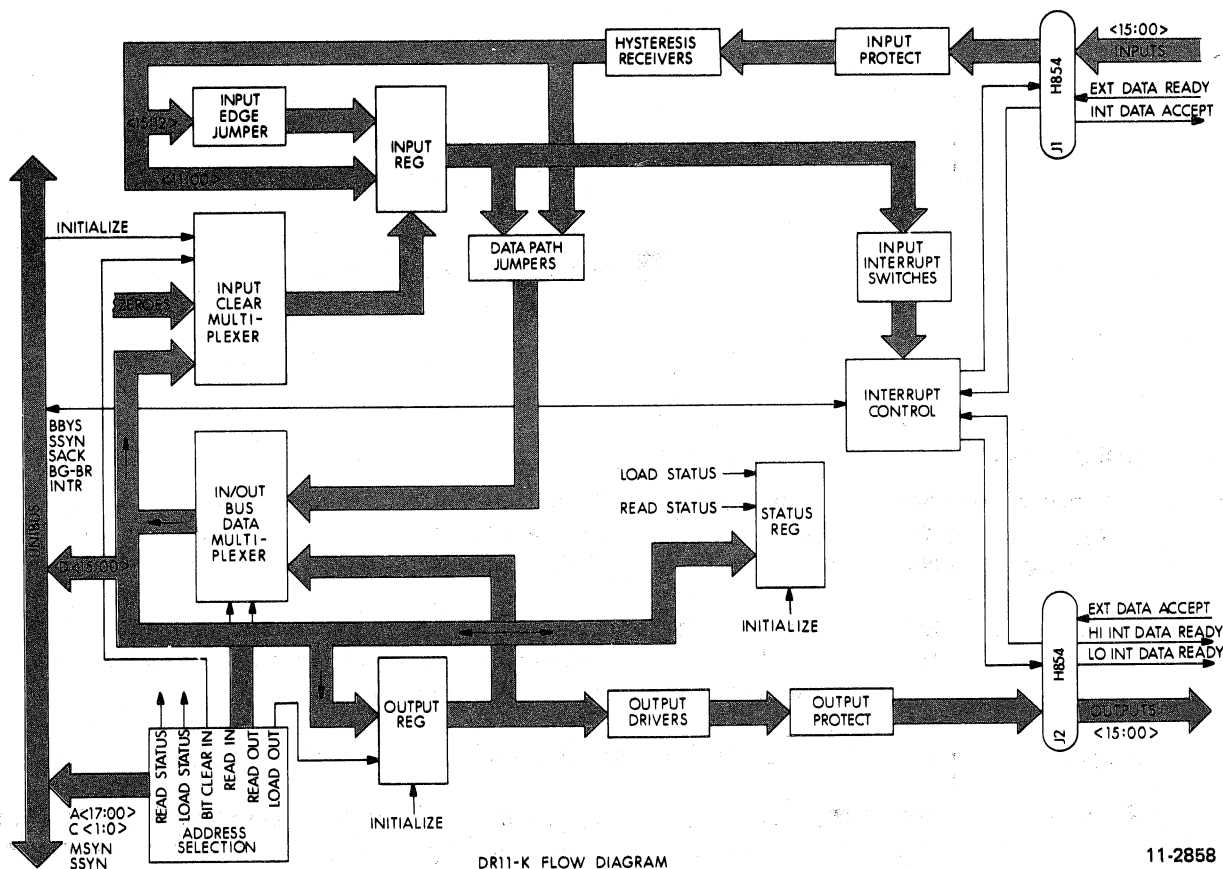 HYSTERESIS
RECEIVERS
INPUT
PROTECT
H854
J1
<15:00>
INPUTS
EXT DATA READY
INT DATA ACCEPT
<15:12>
INPUT
EDGE
JUMPER
INPUT
REG
<11:00>
INITIALIZE
INPUT
CLEAR
MULTI-
PLEXER
ZEROES
DATA PATH
JUMPERS
INPUT
INTERRUPT
SWITCHES
INTERRUPT
CONTROL
BBYS
SSYN
SACK
BG-BR
INTR
UNIBUS
D<15:00>
IN/OUT
BUS
DATA
MULTI-
PLEXER
LOAD STATUS
READ STATUS
STATUS
REG
INITIALIZE
H854
J2
EXT DATA ACCEPT
HI INT DATA READY
LO INT DATA READY
OUTPUTS
<15:00>
OUTPUT
REG
INITIALIZE
OUTPUT
DRIVERS
OUTPUT
PROTECT
READ STATUS
LOAD STATUS
BIT CLEAR IN
READ IN
READ OUT
LOAD OUT
ADDRESS
SELECTION
A<17:00>
C<1:0>
MSYN
SSYN
DR11-K FLOW DIAGRAM
11-2858